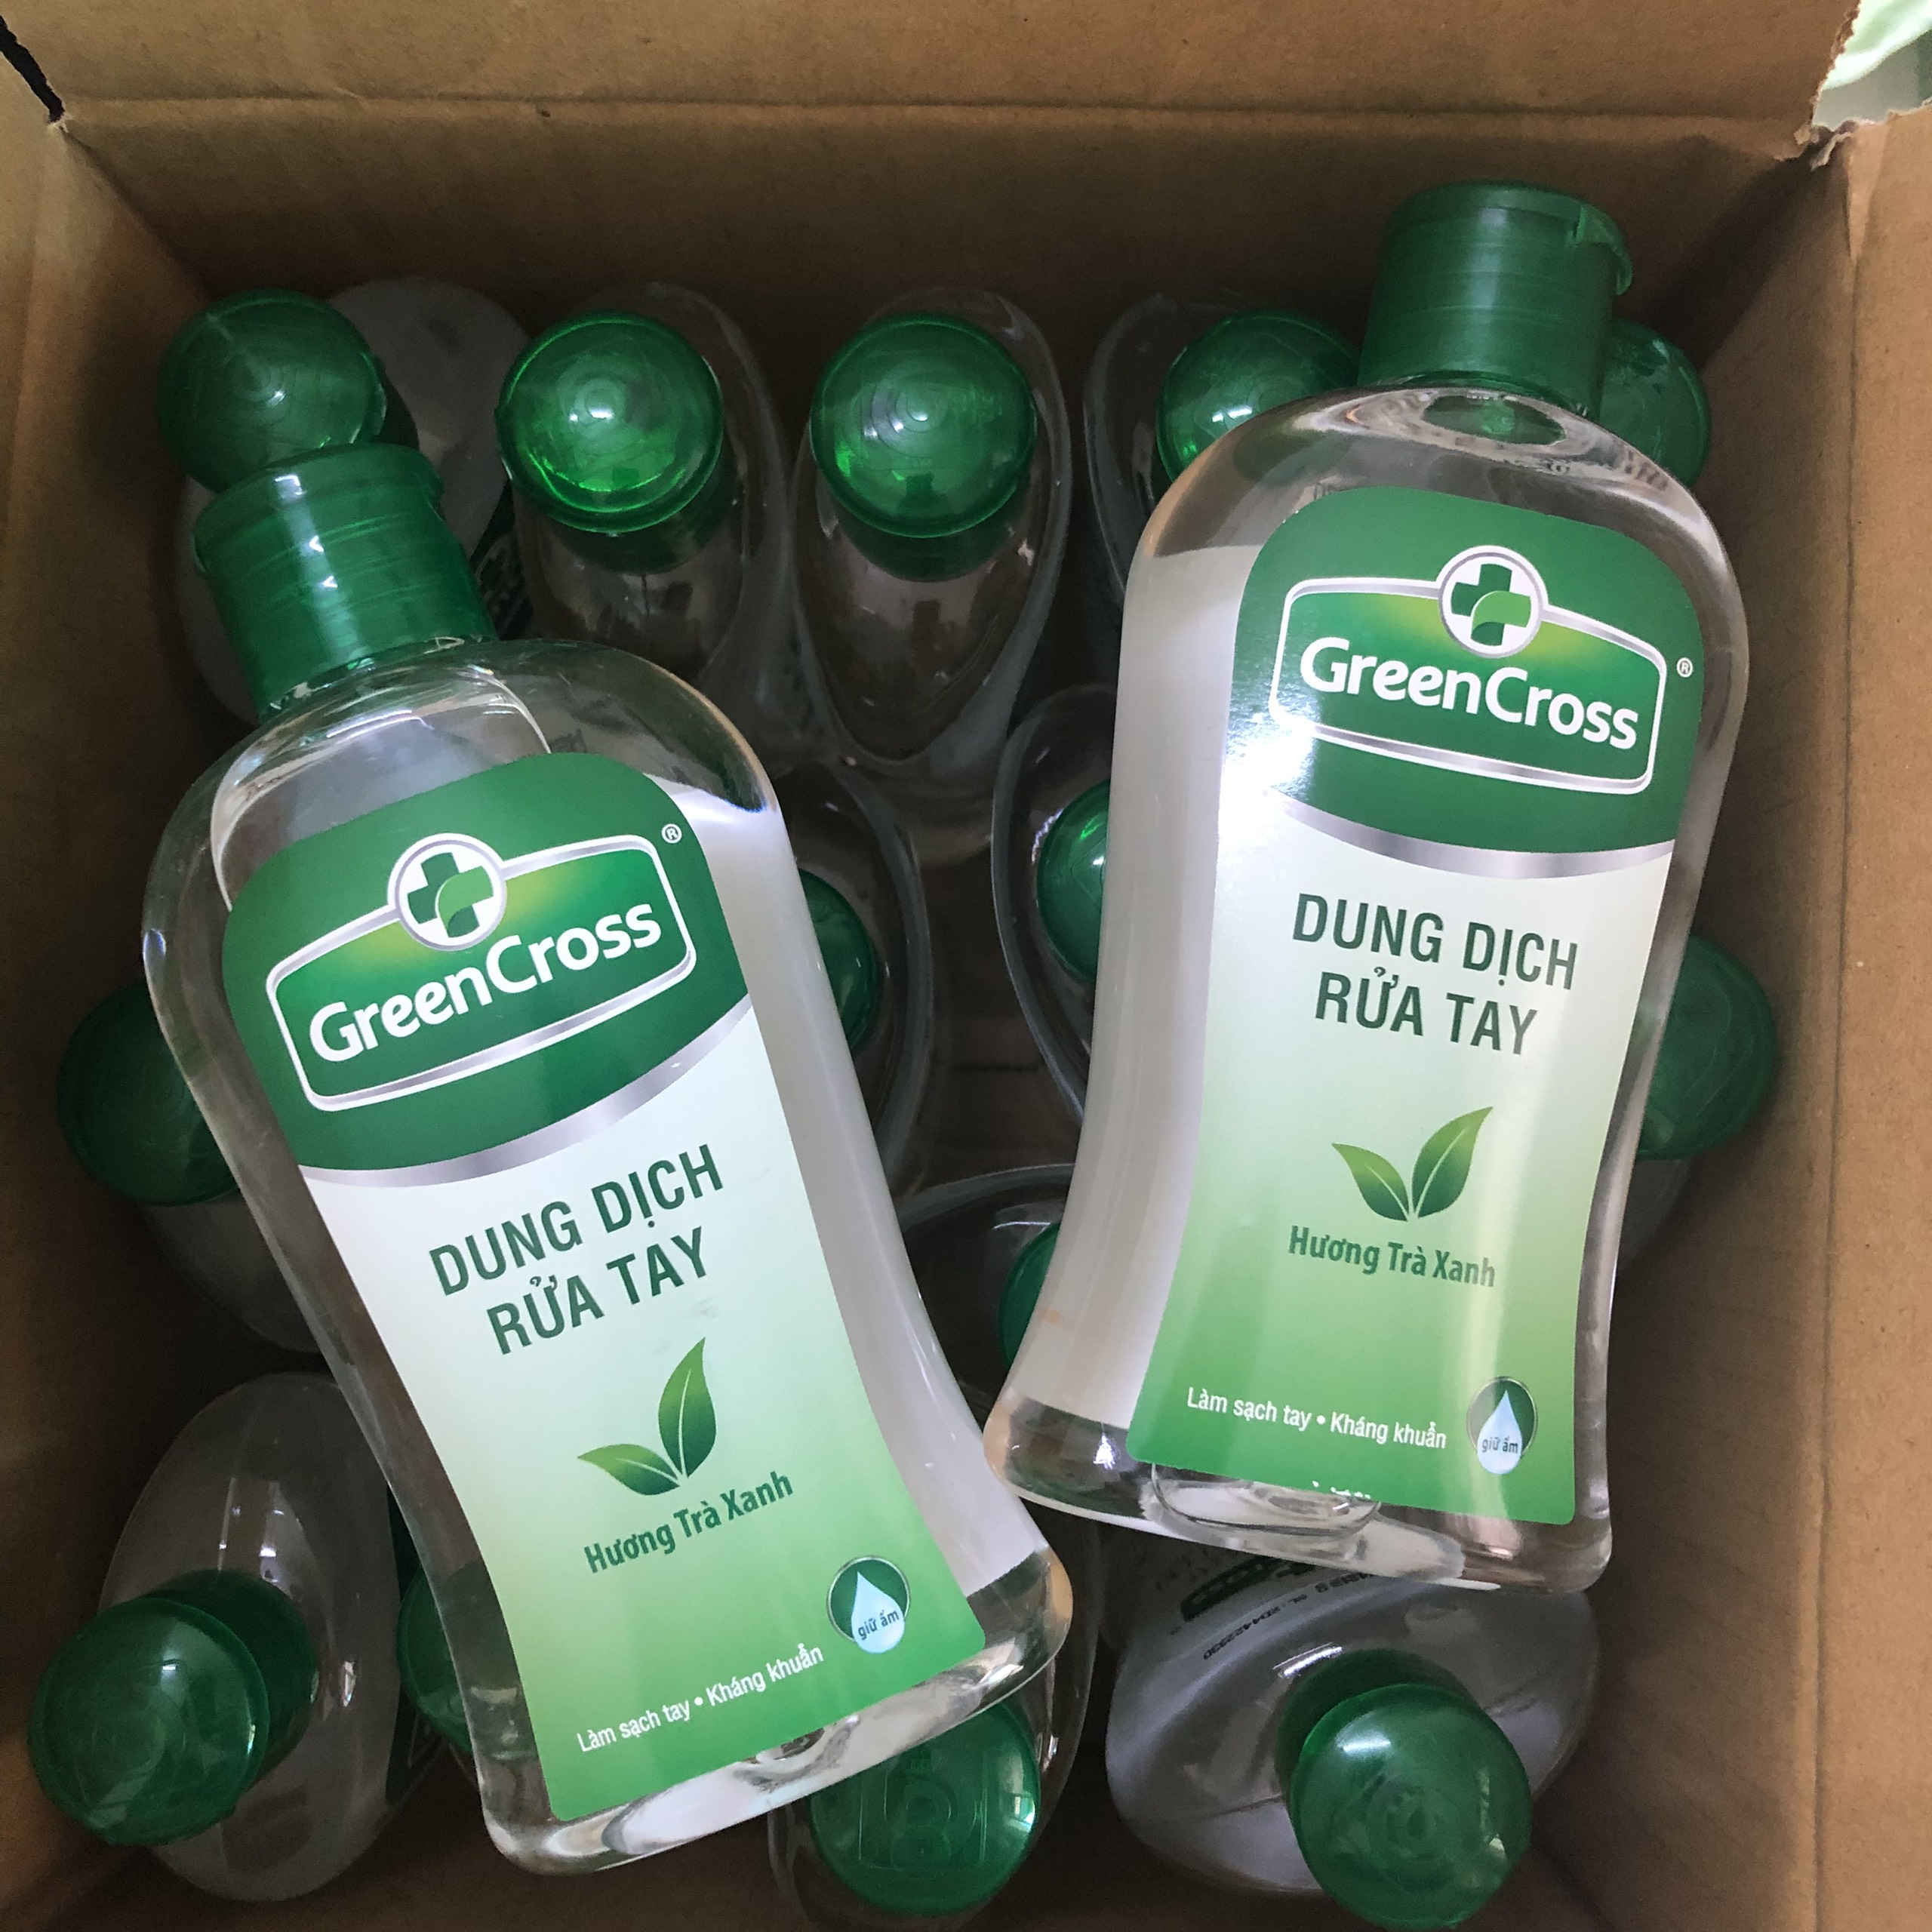 GreenCross
®
DUNG DỊCH
RỬA TAY
Hương Trà Xanh
Làm sạch tay • Kháng khuẩn
giữ ẩm
GreenCross
®
DUNG DỊCH
RỬA TAY
Hương Trà Xanh
Làm sạch tay • Kháng khuẩn
giữ ẩm